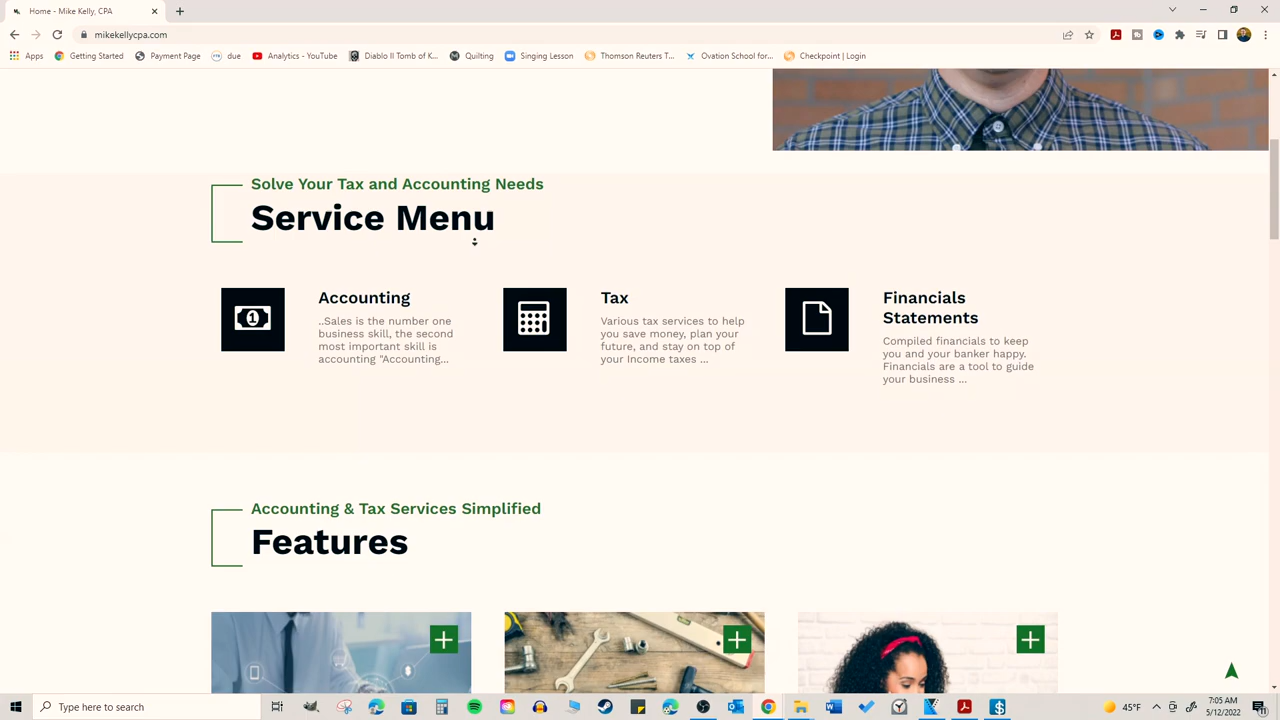 Home - Mike Kelly, CPA
mikekellycpa.com
Apps
Getting Started
Payment Page
due
Analytics - YouTube
Diablo II Tomb of K...
Quilting
Singing Lesson
Thomson Reuters T...
Ovation School for...
Checkpoint | Login
Solve Your Tax and Accounting Needs
Service Menu
Accounting
..Sales is the number one
business skill, the second
most important skill is
accounting "Accounting...
Tax
Various tax services to help
you save money, plan your
future, and stay on top of
your Income taxes ...
Financials
Statements
Compiled financials to keep
you and your banker happy.
Financials are a tool to guide
your business ...
Accounting & Tax Services Simplified
Features
Type here to search
45°F
7:05 AM
5/12/2022